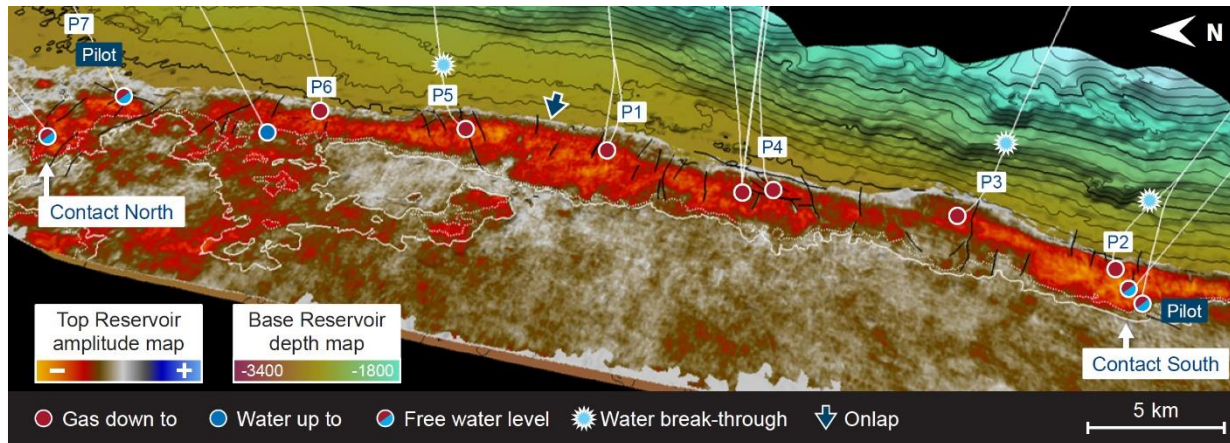 N
P7
Pilot
P6
P5
P1
P4
P3
P2
Pilot
Contact North
Contact South
Top Reservoir
amplitude map
− +
Base Reservoir
depth map
-3400 -1800
Gas down to
Water up to
Free water level
Water break-through
Onlap
5 km